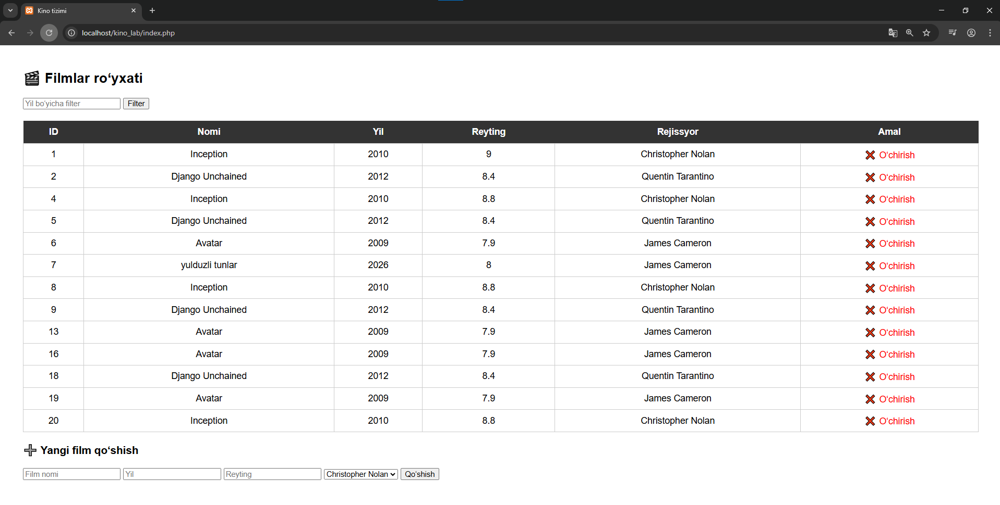 Kino tizimi
localhost/kino_lab/index.php
Filmlar ro‘yxati
Yil bo‘yicha filter Filter
ID Nomi Yil Reyting Rejissyor Amal
1 Inception 2010 9 Christopher Nolan O‘chirish
2 Django Unchained 2012 8.4 Quentin Tarantino O‘chirish
4 Inception 2010 8.8 Christopher Nolan O‘chirish
5 Django Unchained 2012 8.4 Quentin Tarantino O‘chirish
6 Avatar 2009 7.9 James Cameron O‘chirish
7 yulduzli tunlar 2026 8 James Cameron O‘chirish
8 Inception 2010 8.8 Christopher Nolan O‘chirish
9 Django Unchained 2012 8.4 Quentin Tarantino O‘chirish
13 Avatar 2009 7.9 James Cameron O‘chirish
16 Avatar 2009 7.9 James Cameron O‘chirish
18 Django Unchained 2012 8.4 Quentin Tarantino O‘chirish
19 Avatar 2009 7.9 James Cameron O‘chirish
20 Inception 2010 8.8 Christopher Nolan O‘chirish
Yangi film qo‘shish
Film nomi Yil Reyting Christopher Nolan Qo‘shish